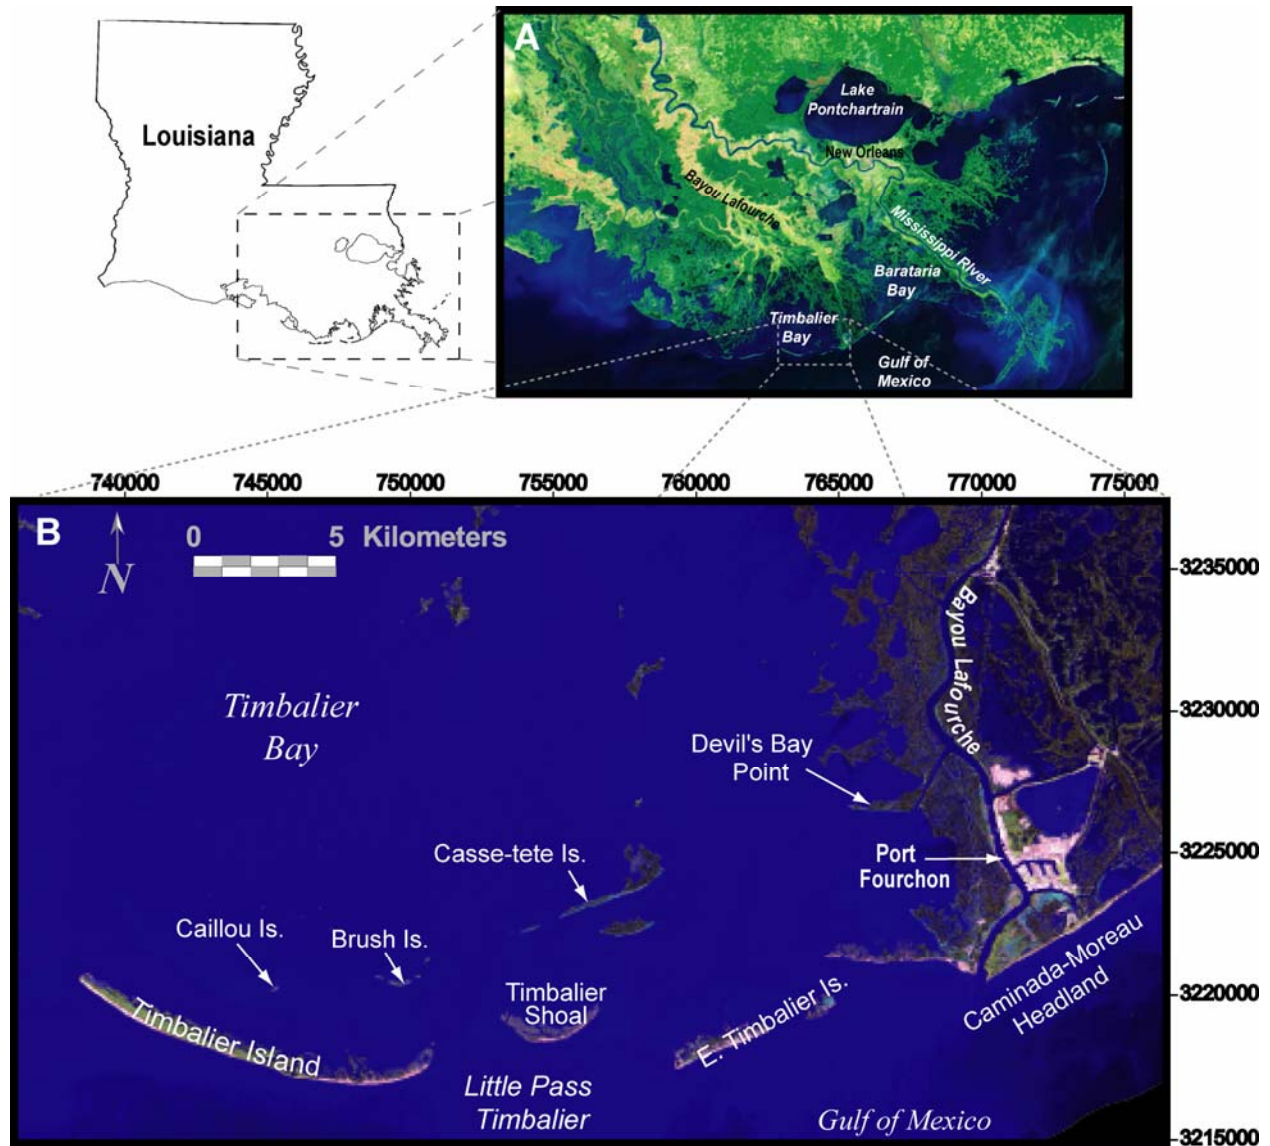 Louisiana
A
Lake
Pontchartrain
New Orleans
Bayou Lafourche
Mississippi River
Barataria
Bay
Timbalier
Bay
Gulf of
Mexico
740000 745000 750000 755000 760000 765000 770000 775000
B
0 5 Kilometers
N
3235000
Bayou Lafourche
Timbalier
Bay
3230000
Devil's Bay
Point
Casse-tete Is.
Port
Fourchon
3225000
Caillou Is.
Brush Is.
Timbalier
Shoal
Caminada-Moreau
Headland
3220000
Timbalier Island
E. Timbalier Is.
Little Pass
Timbalier
Gulf of Mexico
3215000